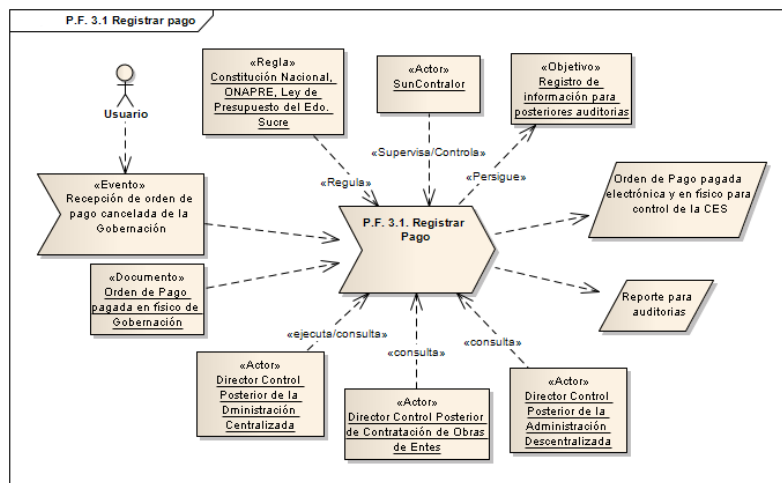 P.F. 3.1 Registrar pago
Usuario
«Regla»
Constitución Nacional,
ONAPRE, Ley de
Presupuesto del Edo.
Sucre
«Actor»
SunContralor
«Objetivo»
Registro de
información para
posteriores auditorias
«Supervisa/Controla»
«Regula»
«Persigue»
«Evento»
Recepción de orden de
pago cancelada de la
Gobernación
P.F. 3.1. Registrar
Pago
Orden de Pago pagada
electrónica y en físico para
control de la CES
«Documento»
Orden de Pago
pagada en físico de
Gobernación
Reporte para
auditorias
«ejecuta/consulta»
«consulta»
«consulta»
«Actor»
Director Control
Posterior de la
Dministración
Centralizada
«Actor»
Director Control Posterior
de Contratación de Obras
de Entes
«Actor»
Director Control
Posterior de la
Administración
Descentralizada